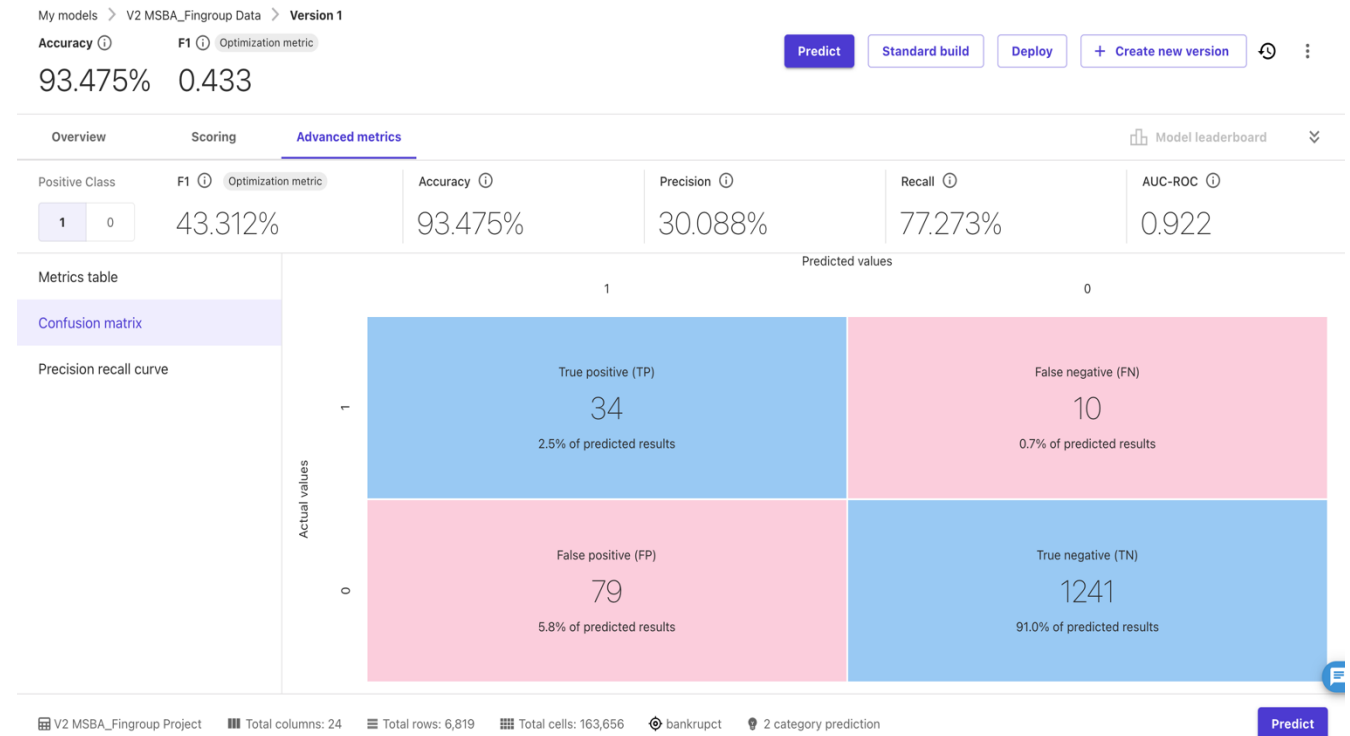 My models > V2 MSBA_Fingroup Data > Version 1
Accuracy F1 Optimization metric
93.475% 0.433
Predict Standard build Deploy + Create new version
Overview Scoring Advanced metrics Model leaderboard
Positive Class F1 Optimization metric Accuracy Precision Recall AUC-ROC
1 0 43.312% 93.475% 30.088% 77.273% 0.922
Metrics table
Confusion matrix
Precision recall curve
Predicted values
1 0
Actual values
1
True positive (TP)
34
2.5% of predicted results
False negative (FN)
10
0.7% of predicted results
0
False positive (FP)
79
5.8% of predicted results
True negative (TN)
1241
91.0% of predicted results
V2 MSBA_Fingroup Project Total columns: 24 Total rows: 6,819 Total cells: 163,656 bankrupct 2 category prediction Predict